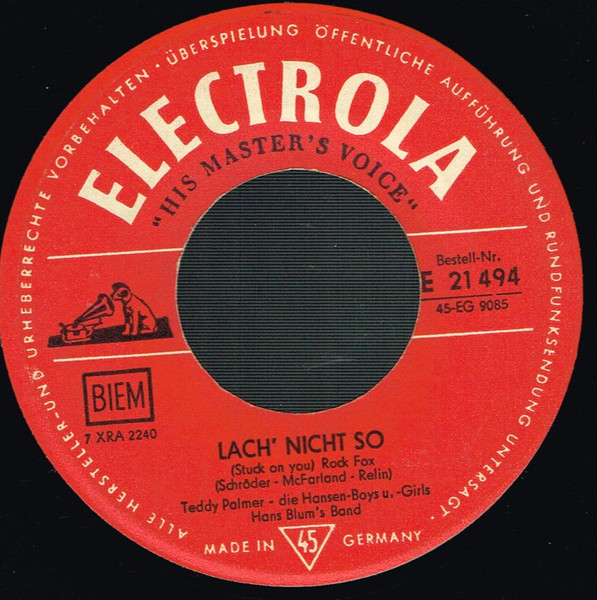 ALLE HERSTELLER- UND URHEBERRECHTE VORBEHALTEN · ÜBERSPIELUNG ÖFFENTLICHE AUFFÜHRUNG UND RUNDFUNKSENDUNG UNTERSAGT ·
ELECTROLA
"HIS MASTER'S VOICE"
Bestell-Nr.
E 21 494
45-EG 9085
BIEM
7 XRA 2240
LACH' NICHT SO
(Stuck on you) Rock Fox
(Schröder - McFarland - Relin)
Teddy Palmer - die Hansen-Boys u. -Girls
Hans Blum's Band
MADE IN 45 GERMANY